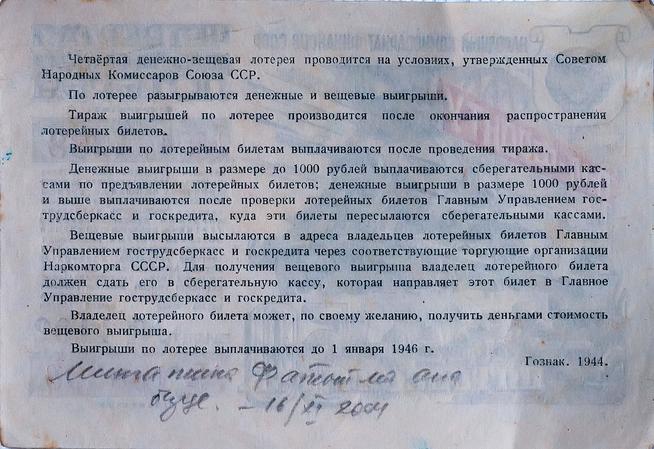 Четвёртая денежно-вещевая лотерея проводится на условиях, утвержденных Советом
Народных Комиссаров Союза ССР.
По лотерее разыгрываются денежные и вещевые выигрыши.
Тираж выигрышей по лотерее производится после окончания распространения
лотерейных билетов.
Выигрыши по лотерейным билетам выплачиваются после проведения тиража.
Денежные выигрыши в размере до 1000 рублей выплачиваются сберегательными кас-
сами по предъявлении лотерейных билетов; денежные выигрыши в размере 1000 рублей
и выше выплачиваются после проверки лотерейных билетов Главным Управлением гос-
трудсберкасс и госкредита, куда эти билеты пересылаются сберегательными кассами.
Вещевые выигрыши высылаются в адреса владельцев лотерейных билетов Главным
Управлением гострудсберкасс и госкредита через соответствующие торгующие организации
Наркомторга СССР. Для получения вещевого выигрыша владелец лотерейного билета
должен сдать его в сберегательную кассу, которая направляет этот билет в Главное
Управление гострудсберкасс и госкредита.
Владелец лотерейного билета может, по своему желанию, получить деньгами стоимость
вещевого выигрыша.
Выигрыши по лотерее выплачиваются до 1 января 1946 г.
Гознак. 1944.
– 16/XI 2004